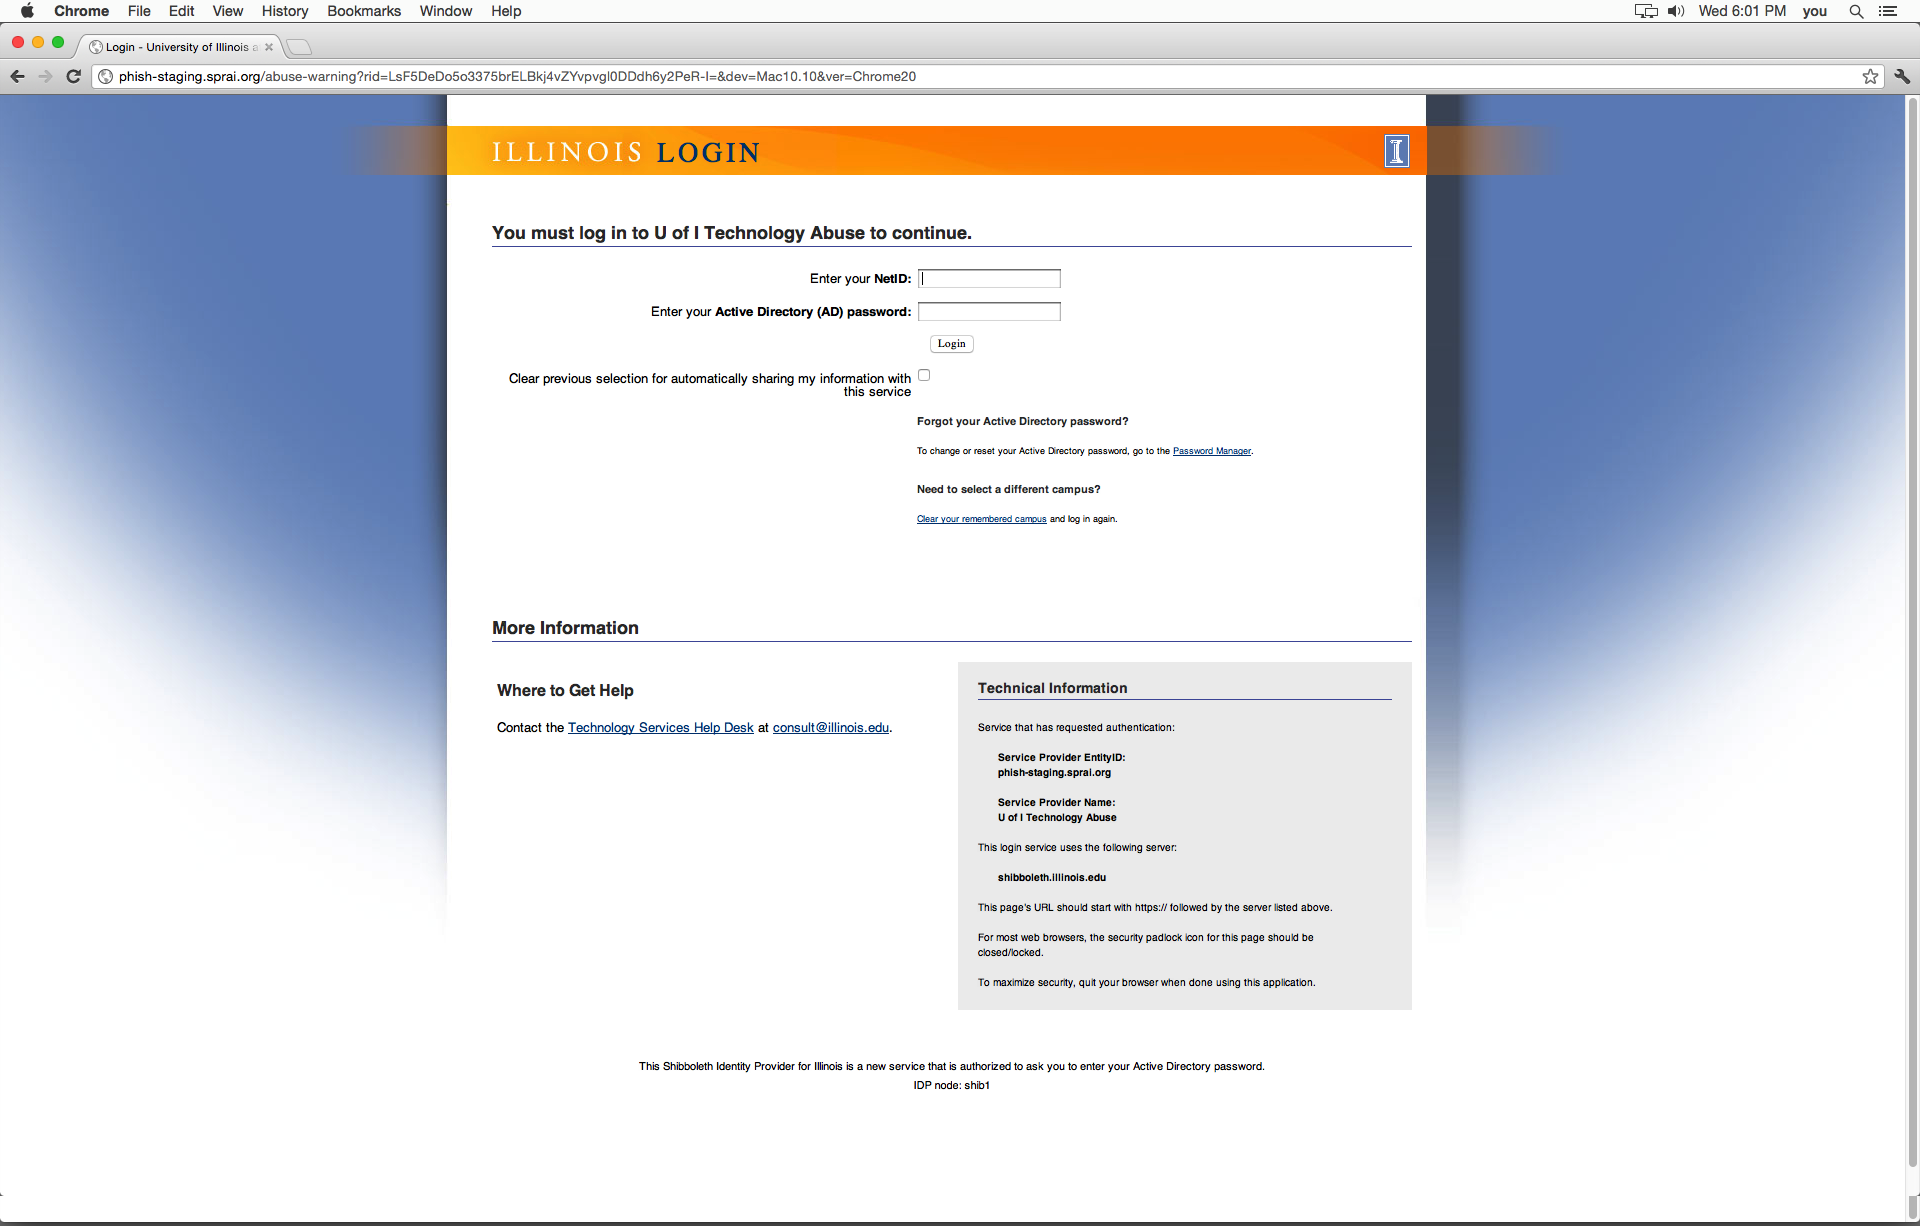 Chrome File Edit View History Bookmarks Window Help Wed 6:01 PM you
Login - University of Illinois a
phish-staging.sprai.org/abuse-warning?rid=LsF5DeDo5o3375brELBkj4vZYvpvgl0DDdh6y2PeR-I=&dev=Mac10.10&ver=Chrome20
ILLINOIS LOGIN I
You must log in to U of I Technology Abuse to continue.
Enter your NetID:
Enter your Active Directory (AD) password:
Login
Clear previous selection for automatically sharing my information with
this service
Forgot your Active Directory password?
To change or reset your Active Directory password, go to the Password Manager.
Need to select a different campus?
Clear your remembered campus and log in again.
More Information
Where to Get Help
Contact the Technology Services Help Desk at consult@illinois.edu.
Technical Information
Service that has requested authentication:
Service Provider EntityID:
phish-staging.sprai.org
Service Provider Name:
U of I Technology Abuse
This login service uses the following server:
shibboleth.illinois.edu
This page's URL should start with https:// followed by the server listed above.
For most web browsers, the security padlock icon for this page should be
closed/locked.
To maximize security, quit your browser when done using this application.
This Shibboleth Identity Provider for Illinois is a new service that is authorized to ask you to enter your Active Directory password.
IDP node: shib1